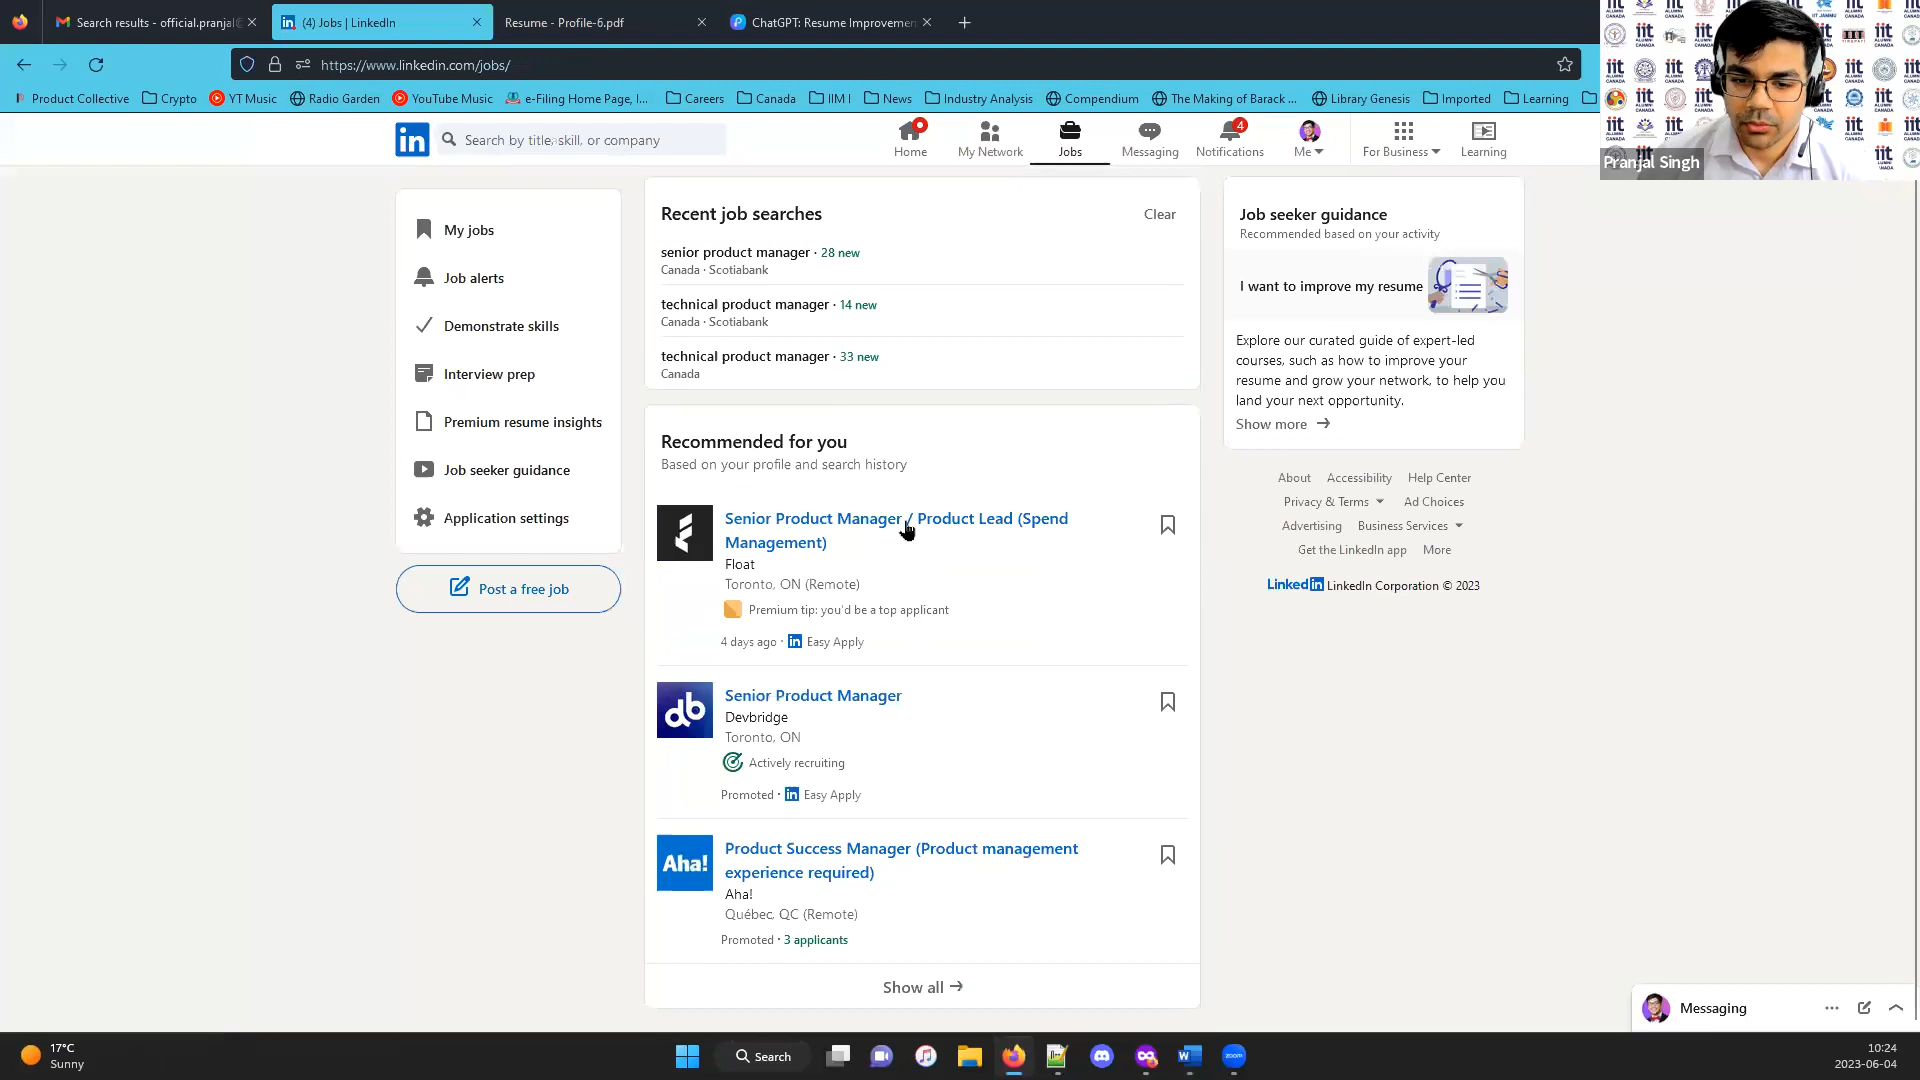 Search results - official.pranjal@
(4) Jobs | LinkedIn
Resume - Profile-6.pdf
ChatGPT: Resume Improvemen
https://www.linkedin.com/jobs/
Product Collective
Crypto
YT Music
Radio Garden
YouTube Music
e-Filing Home Page, I...
Careers
Canada
IIM I
News
Industry Analysis
Compendium
The Making of Barack ...
Library Genesis
Imported
Learning
Pranjal Singh
in
Search by title, skill, or company
Home
My Network
Jobs
Messaging
4
Notifications
Me
For Business
Learning
My jobs
Job alerts
Demonstrate skills
Interview prep
Premium resume insights
Job seeker guidance
Application settings
Post a free job
Recent job searches
Clear
senior product manager · 28 new
Canada · Scotiabank
technical product manager · 14 new
Canada · Scotiabank
technical product manager · 33 new
Canada
Recommended for you
Based on your profile and search history
Senior Product Manager / Product Lead (Spend
Management)
Float
Toronto, ON (Remote)
Premium tip: you'd be a top applicant
4 days ago · in Easy Apply
db
Senior Product Manager
Devbridge
Toronto, ON
Actively recruiting
Promoted · in Easy Apply
Aha!
Product Success Manager (Product management
experience required)
Aha!
Québec, QC (Remote)
Promoted · 3 applicants
Show all
Job seeker guidance
Recommended based on your activity
I want to improve my resume
Explore our curated guide of expert-led
courses, such as how to improve your
resume and grow your network, to help you
land your next opportunity.
Show more
About Accessibility Help Center
Privacy & Terms Ad Choices
Advertising Business Services
Get the LinkedIn app More
LinkedIn LinkedIn Corporation © 2023
Messaging
17°C
Sunny
Search
zoom
10:24
2023-06-04